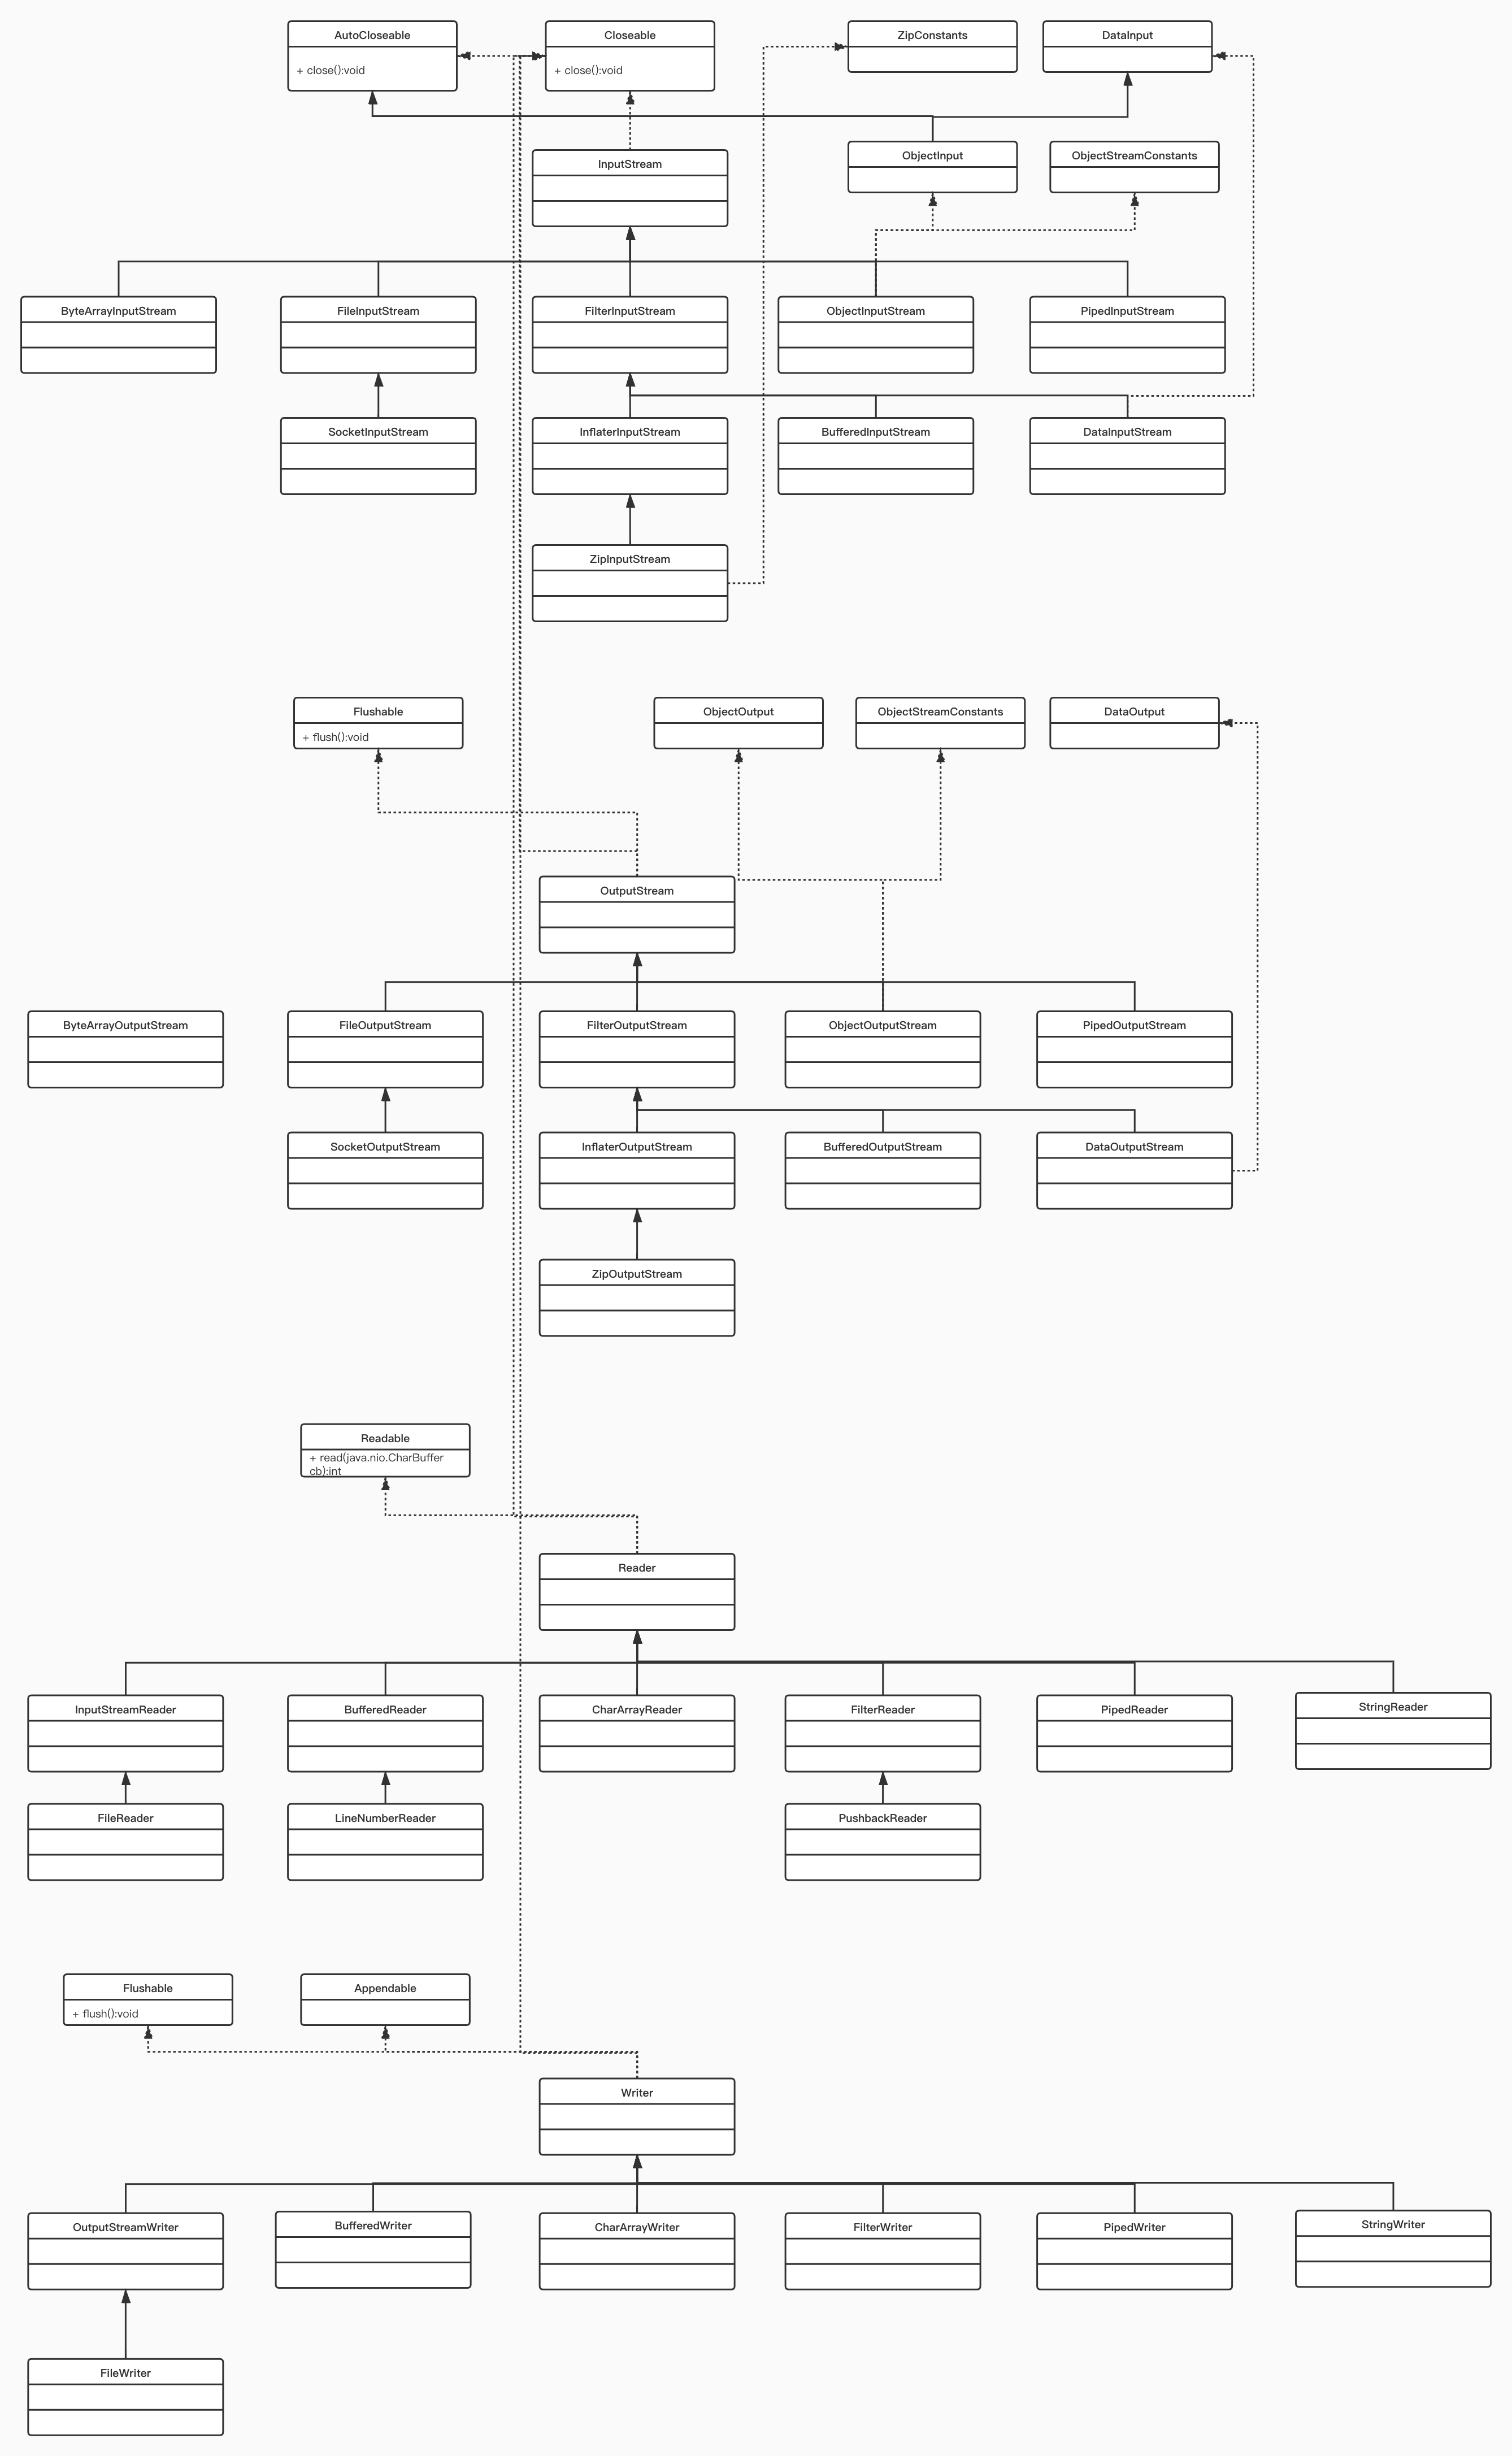 AutoCloseable
+ close():void
Closeable
+ close():void
ZipConstants
DataInput
InputStream
ObjectInput
ObjectStreamConstants
ByteArrayInputStream
FileInputStream
FilterInputStream
ObjectInputStream
PipedInputStream
SocketInputStream
InflaterInputStream
BufferedInputStream
DataInputStream
ZipInputStream
Flushable
+ flush():void
ObjectOutput
ObjectStreamConstants
DataOutput
OutputStream
ByteArrayOutputStream
FileOutputStream
FilterOutputStream
ObjectOutputStream
PipedOutputStream
SocketOutputStream
InflaterOutputStream
BufferedOutputStream
DataOutputStream
ZipOutputStream
Readable
+ read(java.nio.CharBuffer
cb):int
Reader
InputStreamReader
BufferedReader
CharArrayReader
FilterReader
PipedReader
StringReader
FileReader
LineNumberReader
PushbackReader
Flushable
+ flush():void
Appendable
Writer
OutputStreamWriter
BufferedWriter
CharArrayWriter
FilterWriter
PipedWriter
StringWriter
FileWriter